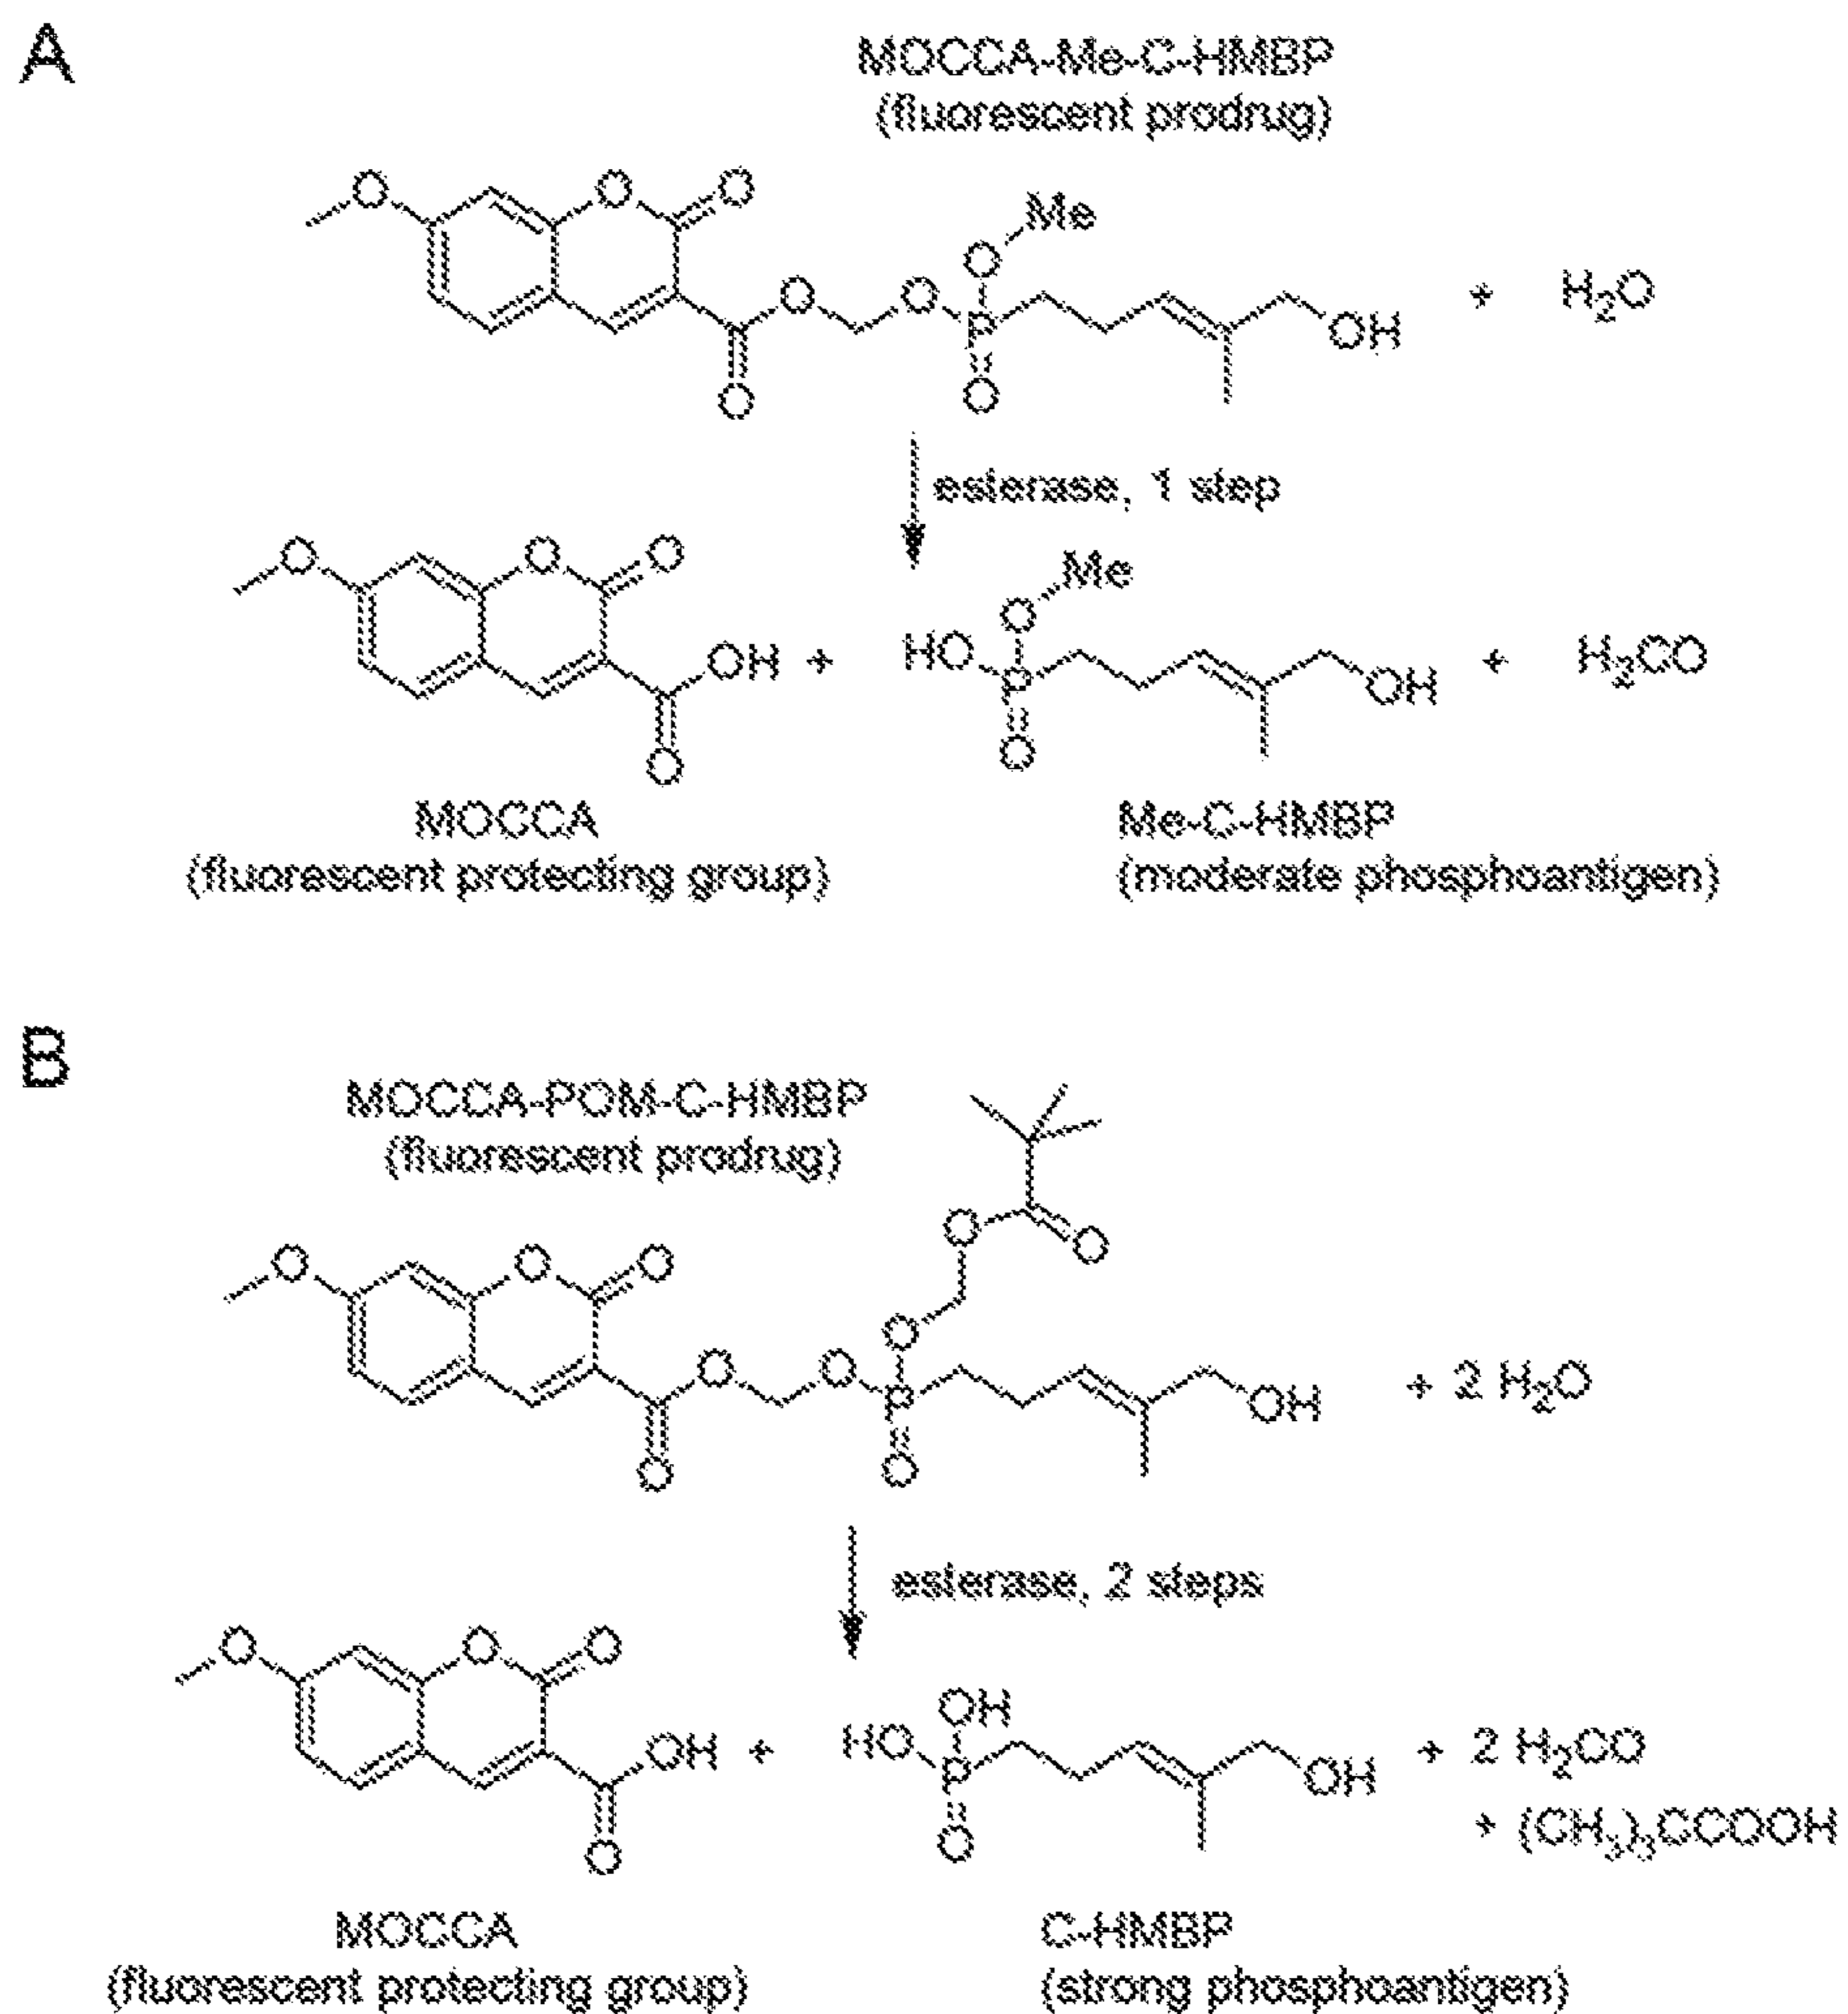 A
MOCCA-Me-C-HMBP
(fluorescent prodrug)
O
O
O
Me
O
O
O
P
OH
+ H₂O
O
O
esterase, 1 step
O
O
O
Me
O
OH +
HO
P
OH
+ H₂CO
O
O
MOCCA
(fluorescent protecting group)
Me-C-HMBP
(moderate phosphoantigen)
B
MOCCA-POM-C-HMBP
(fluorescent prodrug)
O
O
O
O
O
O
O
O
P
OH
+ 2 H₂O
O
O
esterase, 2 steps
O
O
O
OH
OH +
HO
P
OH
+ 2 H₂CO
+ (CH₃)₃CCOOH
O
O
MOCCA
(fluorescent protecting group)
C-HMBP
(strong phosphoantigen)